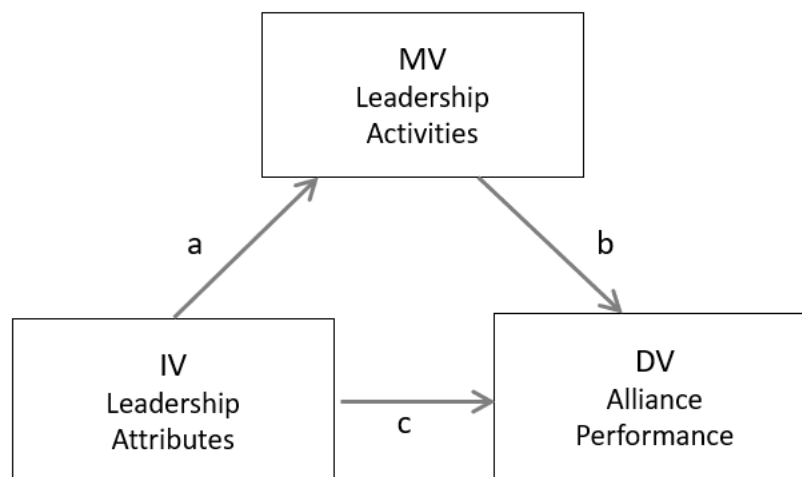 MV
Leadership
Activities
a
b
IV
Leadership
Attributes
c
DV
Alliance
Performance